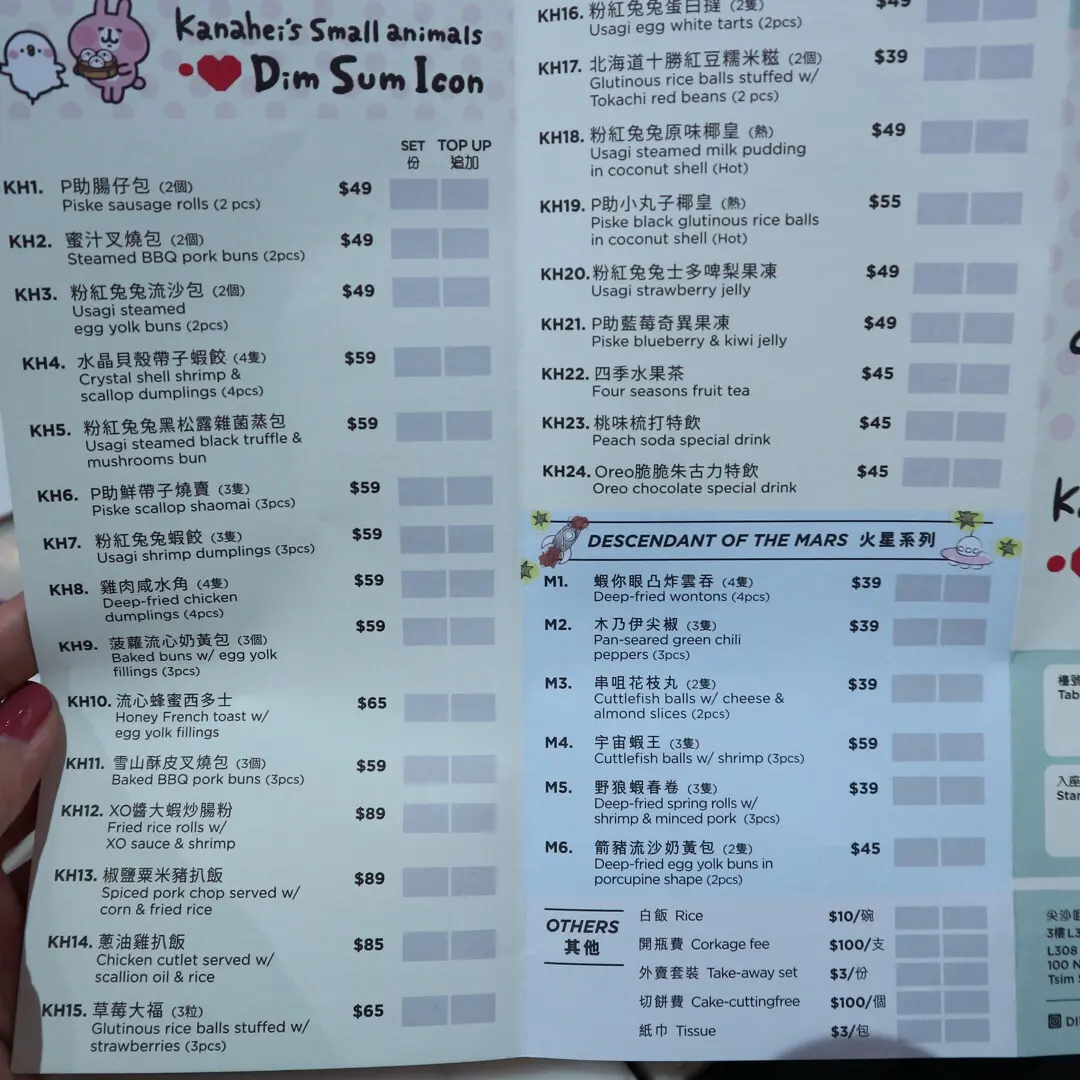 Kanahei's Small animals
Dim Sum Icon
SET TOP UP
份 追加
KH1. P助腸仔包 (2個) $49
Piske sausage rolls (2 pcs)
KH2. 蜜汁叉燒包 (2個) $49
Steamed BBQ pork buns (2pcs)
KH3. 粉紅兔兔流沙包 (2個) $49
Usagi steamed
egg yolk buns (2pcs)
KH4. 水晶貝殼帶子蝦餃 (4隻) $59
Crystal shell shrimp &
scallop dumplings (4pcs)
KH5. 粉紅兔兔黑松露雜菌蒸包 $59
Usagi steamed black truffle &
mushrooms bun
KH6. P助鮮帶子燒賣 (3隻) $59
Piske scallop shaomai (3pcs)
KH7. 粉紅兔兔蝦餃 (3隻) $59
Usagi shrimp dumplings (3pcs)
KH8. 雞肉咸水角 (4隻) $59
Deep-fried chicken
dumplings (4pcs)
KH9. 菠蘿流心奶黃包 (3個) $59
Baked buns w/ egg yolk
fillings (3pcs)
KH10. 流心蜂蜜西多士 $65
Honey French toast w/
egg yolk fillings
KH11. 雪山酥皮叉燒包 (3個) $59
Baked BBQ pork buns (3pcs)
KH12. XO醬大蝦炒腸粉 $89
Fried rice rolls w/
XO sauce & shrimp
KH13. 椒鹽粟米豬扒飯 $89
Spiced pork chop served w/
corn & fried rice
KH14. 蔥油雞扒飯 $85
Chicken cutlet served w/
scallion oil & rice
KH15. 草莓大福 (3粒) $65
Glutinous rice balls stuffed w/
strawberries (3pcs)
KH16. 粉紅兔兔蛋白撻 (2隻) $49
Usagi egg white tarts (2pcs)
KH17. 北海道十勝紅豆糯米糍 (2個) $39
Glutinous rice balls stuffed w/
Tokachi red beans (2 pcs)
KH18. 粉紅兔兔原味椰皇 (熱) $49
Usagi steamed milk pudding
in coconut shell (Hot)
KH19. P助小丸子椰皇 (熱) $55
Piske black glutinous rice balls
in coconut shell (Hot)
KH20. 粉紅兔兔士多啤梨果凍 $49
Usagi strawberry jelly
KH21. P助藍莓奇異果凍 $49
Piske blueberry & kiwi jelly
KH22. 四季水果茶 $45
Four seasons fruit tea
KH23. 桃味梳打特飲 $45
Peach soda special drink
KH24. Oreo脆脆朱古力特飲 $45
Oreo chocolate special drink
DESCENDANT OF THE MARS 火星系列
M1. 蝦你眼凸炸雲吞 (4隻) $39
Deep-fried wontons (4pcs)
M2. 木乃伊尖椒 (3隻) $39
Pan-seared green chili
peppers (3pcs)
M3. 串咀花枝丸 (2隻) $39
Cuttlefish balls w/ cheese &
almond slices (2pcs)
M4. 宇宙蝦王 (3隻) $59
Cuttlefish balls w/ shrimp (3pcs)
M5. 野狼蝦春卷 (3隻) $39
Deep-fried spring rolls w/
shrimp & minced pork (3pcs)
M6. 箭豬流沙奶黃包 (2隻) $45
Deep-fried egg yolk buns in
porcupine shape (2pcs)
OTHERS
其他
白飯 Rice $10/碗
開瓶費 Corkage fee $100/支
外賣套裝 Take-away set $3/份
切餅費 Cake-cuttingfree $100/個
紙巾 Tissue $3/包
檯號
Tab
入座
Star
尖沙咀
3樓L3
L308
100 N
Tsim S